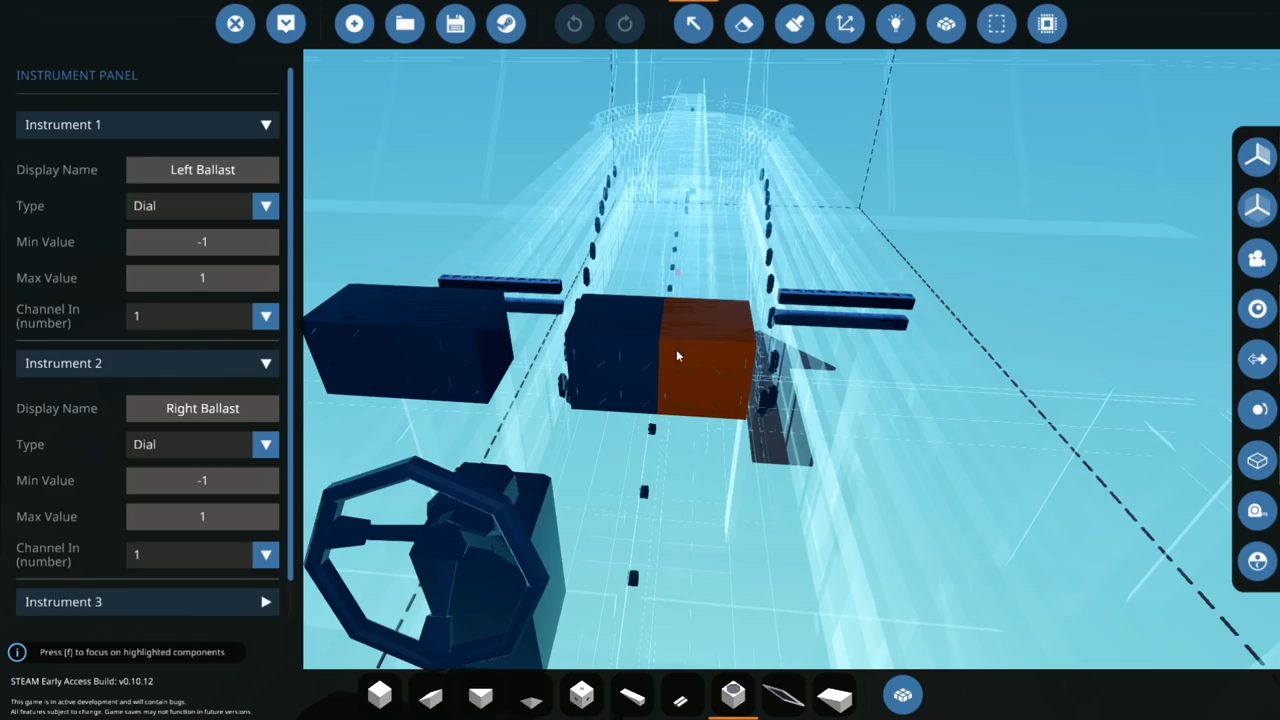 INSTRUMENT PANEL
Instrument 1
Display Name
Left Ballast
Type
Dial
Min Value
-1
Max Value
1
Channel In
(number)
1
Instrument 2
Display Name
Right Ballast
Type
Dial
Min Value
-1
Max Value
1
Channel In
(number)
1
Instrument 3
Press [f] to focus on highlighted components
STEAM Early Access Build: v0.10.12
This game is in active development and will contain bugs.
All features subject to change. Game saves may not function in future versions.